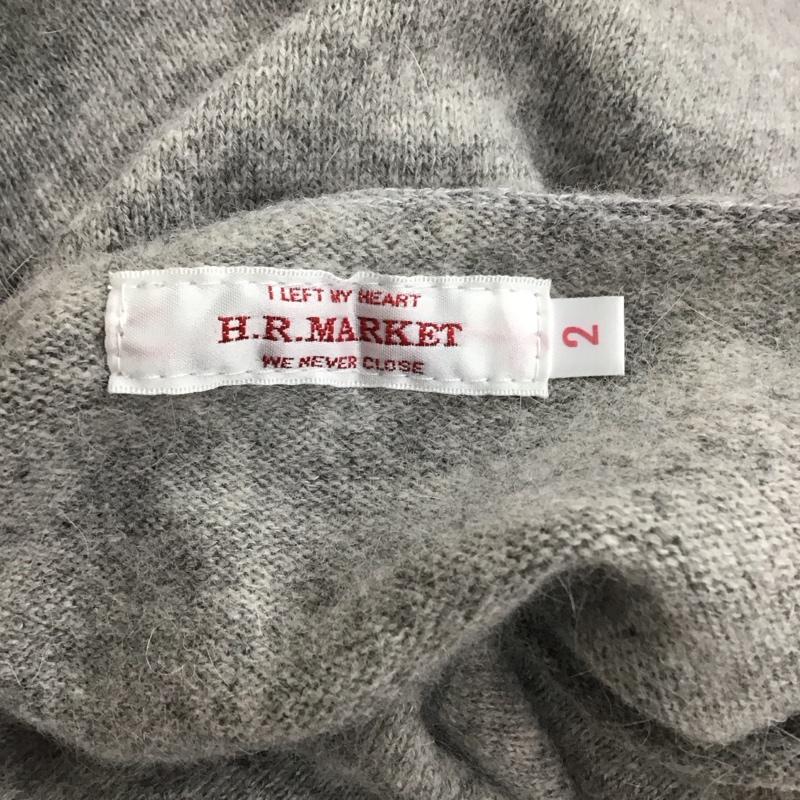 I LEFT MY HEART
H.R.MARKET
WE NEVER CLOSE
2